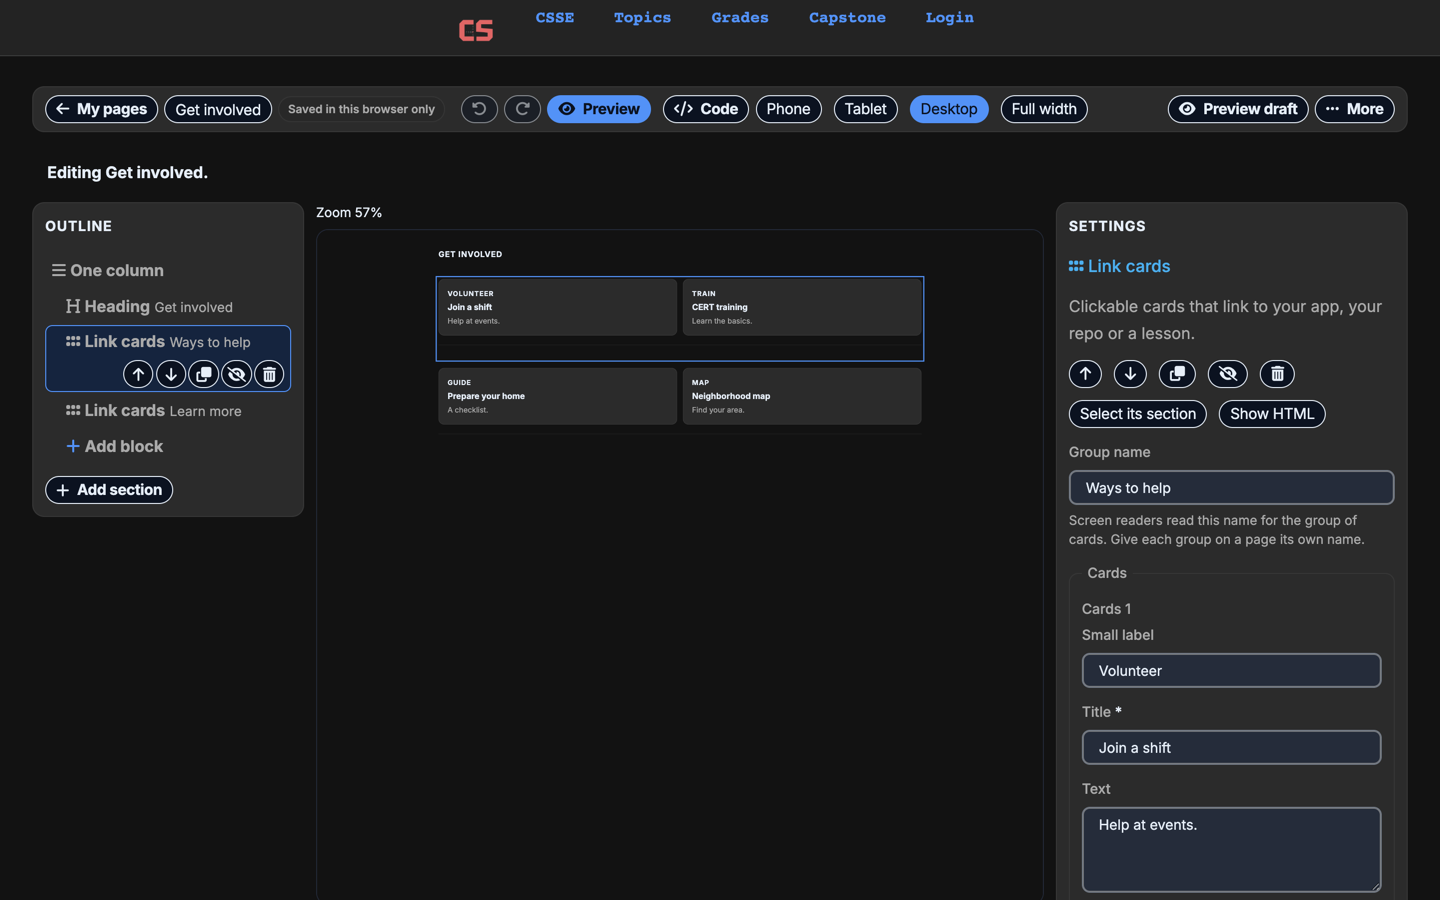 CS
CSSE Topics Grades Capstone Login
My pages Get involved Saved in this browser only Preview Code Phone Tablet Desktop Full width Preview draft More
Editing Get involved.
OUTLINE
One column
Heading Get involved
Link cards Ways to help
Link cards Learn more
Add block
Add section
Zoom 57%
GET INVOLVED
VOLUNTEER
Join a shift
Help at events.
TRAIN
CERT training
Learn the basics.
GUIDE
Prepare your home
A checklist.
MAP
Neighborhood map
Find your area.
SETTINGS
Link cards
Clickable cards that link to your app, your
repo or a lesson.
Select its section Show HTML
Group name
Ways to help
Screen readers read this name for the group of
cards. Give each group on a page its own name.
Cards
Cards 1
Small label
Volunteer
Title *
Join a shift
Text
Help at events.